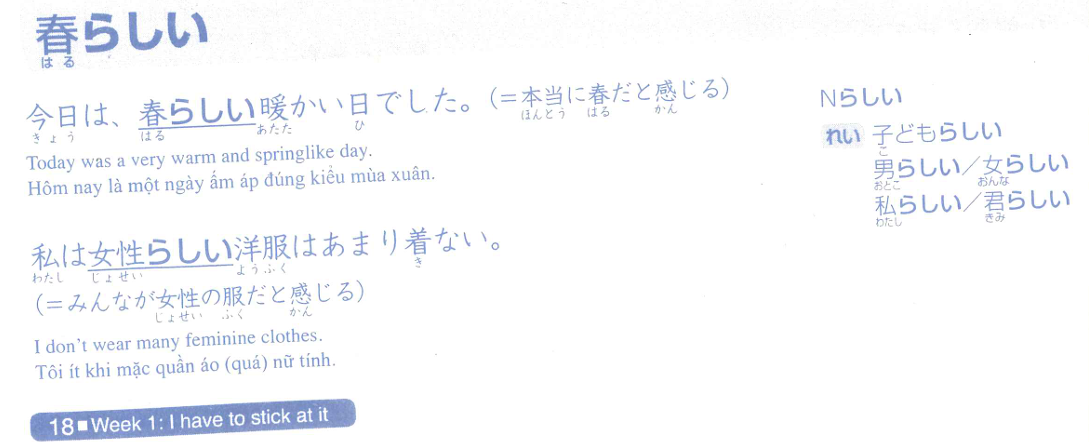 春らしい
はる
今日は、春らしい暖かい日でした。(＝本当に春だと感じる)
きょう はる あたた ひ ほんとう はる かん
Today was a very warm and springlike day.
Hôm nay là một ngày ấm áp đúng kiểu mùa xuân.
私は女性らしい洋服はあまり着ない。
わたし じょせい ようふく き
(＝みんなが女性の服だと感じる)
じょせい ふく かん
I don't wear many feminine clothes.
Tôi ít khi mặc quần áo (quá) nữ tính.
Nらしい
れい 子どもらしい
こ
男らしい／女らしい
おとこ おんな
私らしい／君らしい
わたし きみ
18■Week 1: I have to stick at it